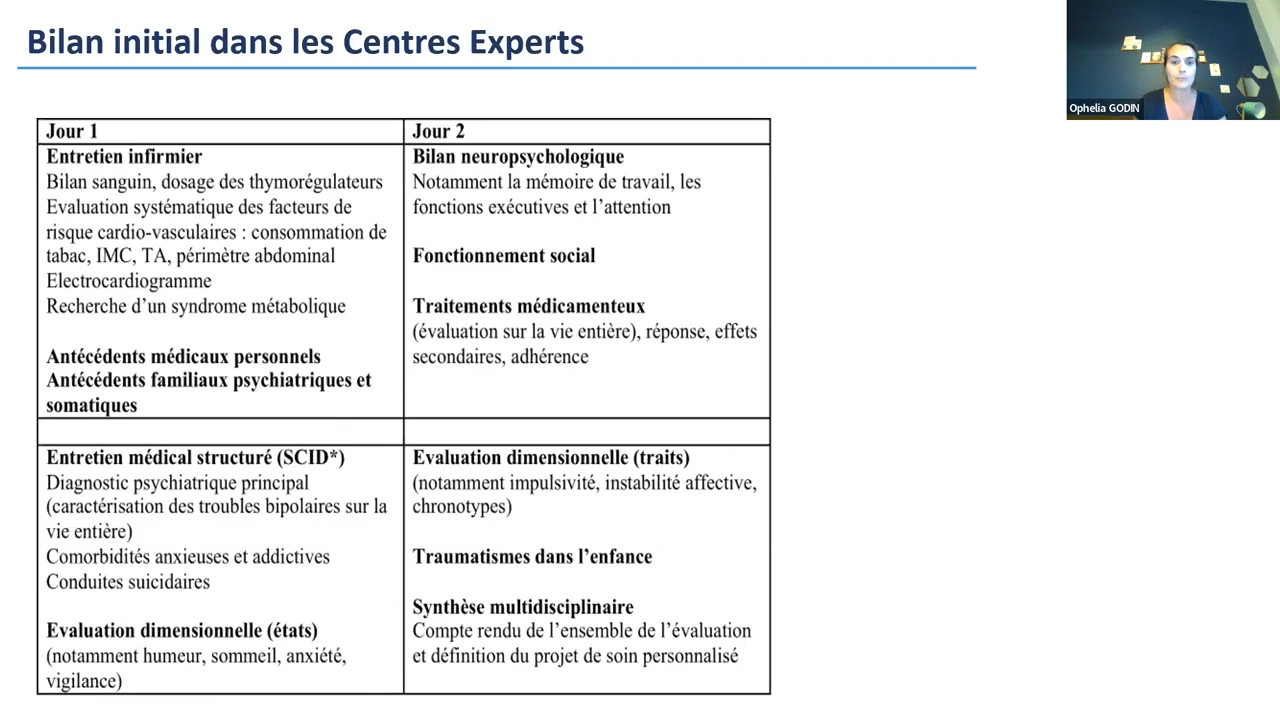 Bilan initial dans les Centres Experts
Ophelia GODIN
Jour 1
Entretien infirmier
Bilan sanguin, dosage des thymorégulateurs
Evaluation systématique des facteurs de
risque cardio-vasculaires : consommation de
tabac, IMC, TA, périmètre abdominal
Electrocardiogramme
Recherche d’un syndrome métabolique
Antécédents médicaux personnels
Antécédents familiaux psychiatriques et
somatiques
Jour 2
Bilan neuropsychologique
Notamment la mémoire de travail, les
fonctions exécutives et l’attention
Fonctionnement social
Traitements médicamenteux
(évaluation sur la vie entière), réponse, effets
secondaires, adhérence
Entretien médical structuré (SCID*)
Diagnostic psychiatrique principal
(caractérisation des troubles bipolaires sur la
vie entière)
Comorbidités anxieuses et addictives
Conduites suicidaires
Evaluation dimensionnelle (états)
(notamment humeur, sommeil, anxiété,
vigilance)
Evaluation dimensionnelle (traits)
(notamment impulsivité, instabilité affective,
chronotypes)
Traumatismes dans l’enfance
Synthèse multidisciplinaire
Compte rendu de l’ensemble de l’évaluation
et définition du projet de soin personnalisé